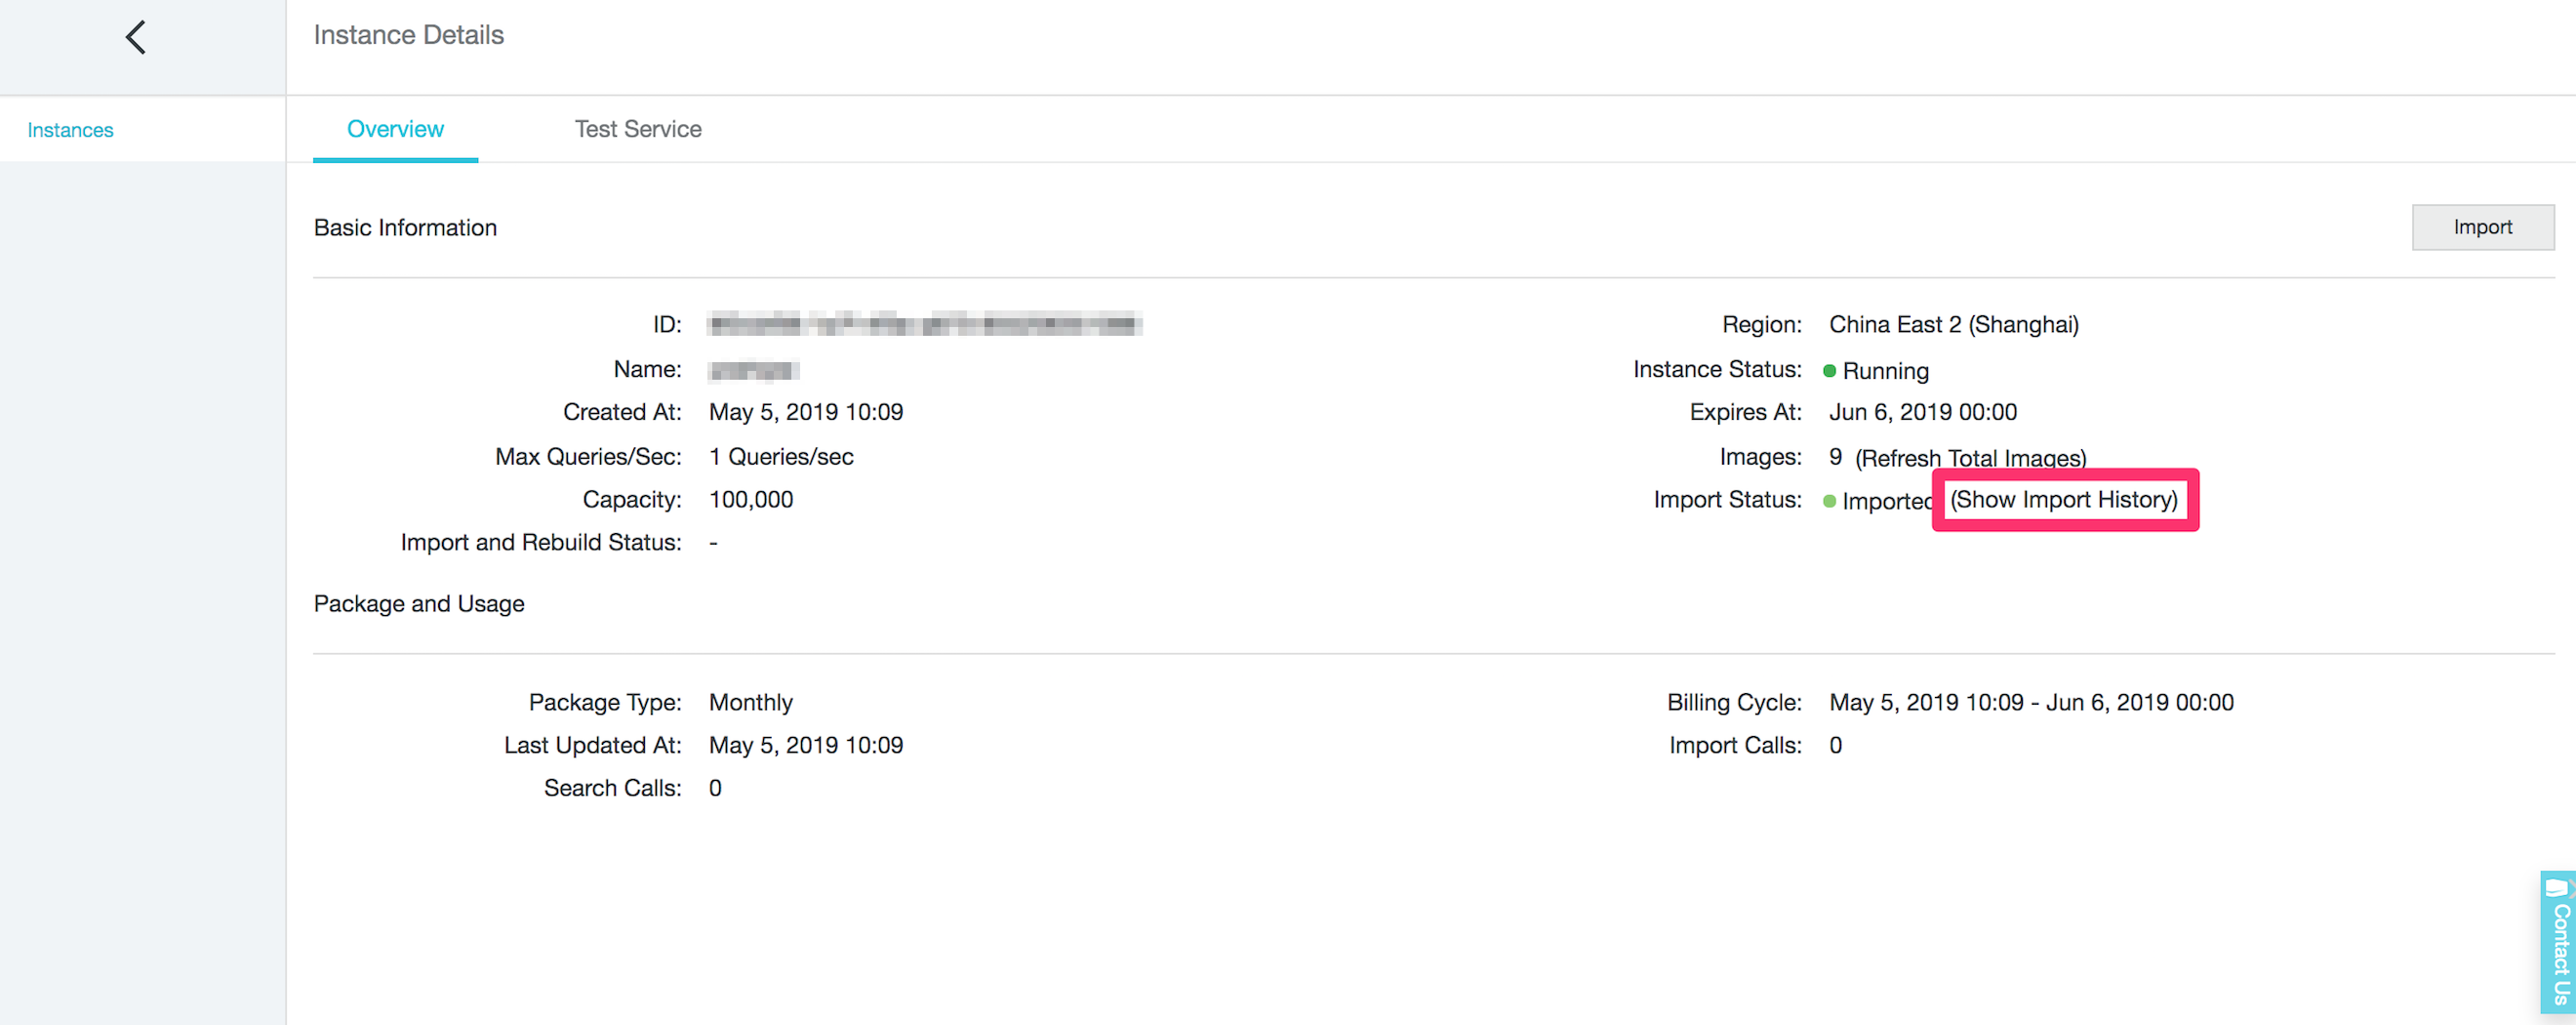 Instance Details
Instances
Overview
Test Service
Basic Information
Import
ID:
Region: China East 2 (Shanghai)
Name:
Instance Status: Running
Created At: May 5, 2019 10:09
Expires At: Jun 6, 2019 00:00
Max Queries/Sec: 1 Queries/sec
Images: 9 (Refresh Total Images)
Capacity: 100,000
Import Status: Imported (Show Import History)
Import and Rebuild Status: -
Package and Usage
Package Type: Monthly
Billing Cycle: May 5, 2019 10:09 - Jun 6, 2019 00:00
Last Updated At: May 5, 2019 10:09
Import Calls: 0
Search Calls: 0
Contact Us